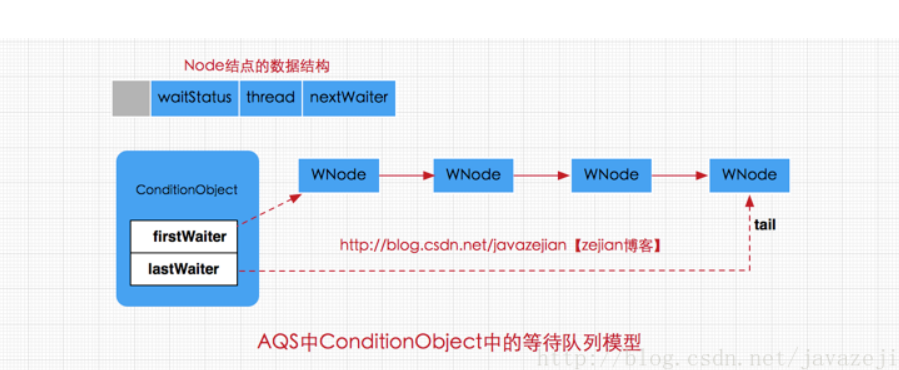 Node结点的数据结构
waitStatus thread nextWaiter
ConditionObject
WNode WNode WNode WNode
firstWaiter
tail
http://blog.csdn.net/javazejian【zejian博客】
lastWaiter
AQS中ConditionObject中的等待队列模型
http://blog.csdn.net/javazeji